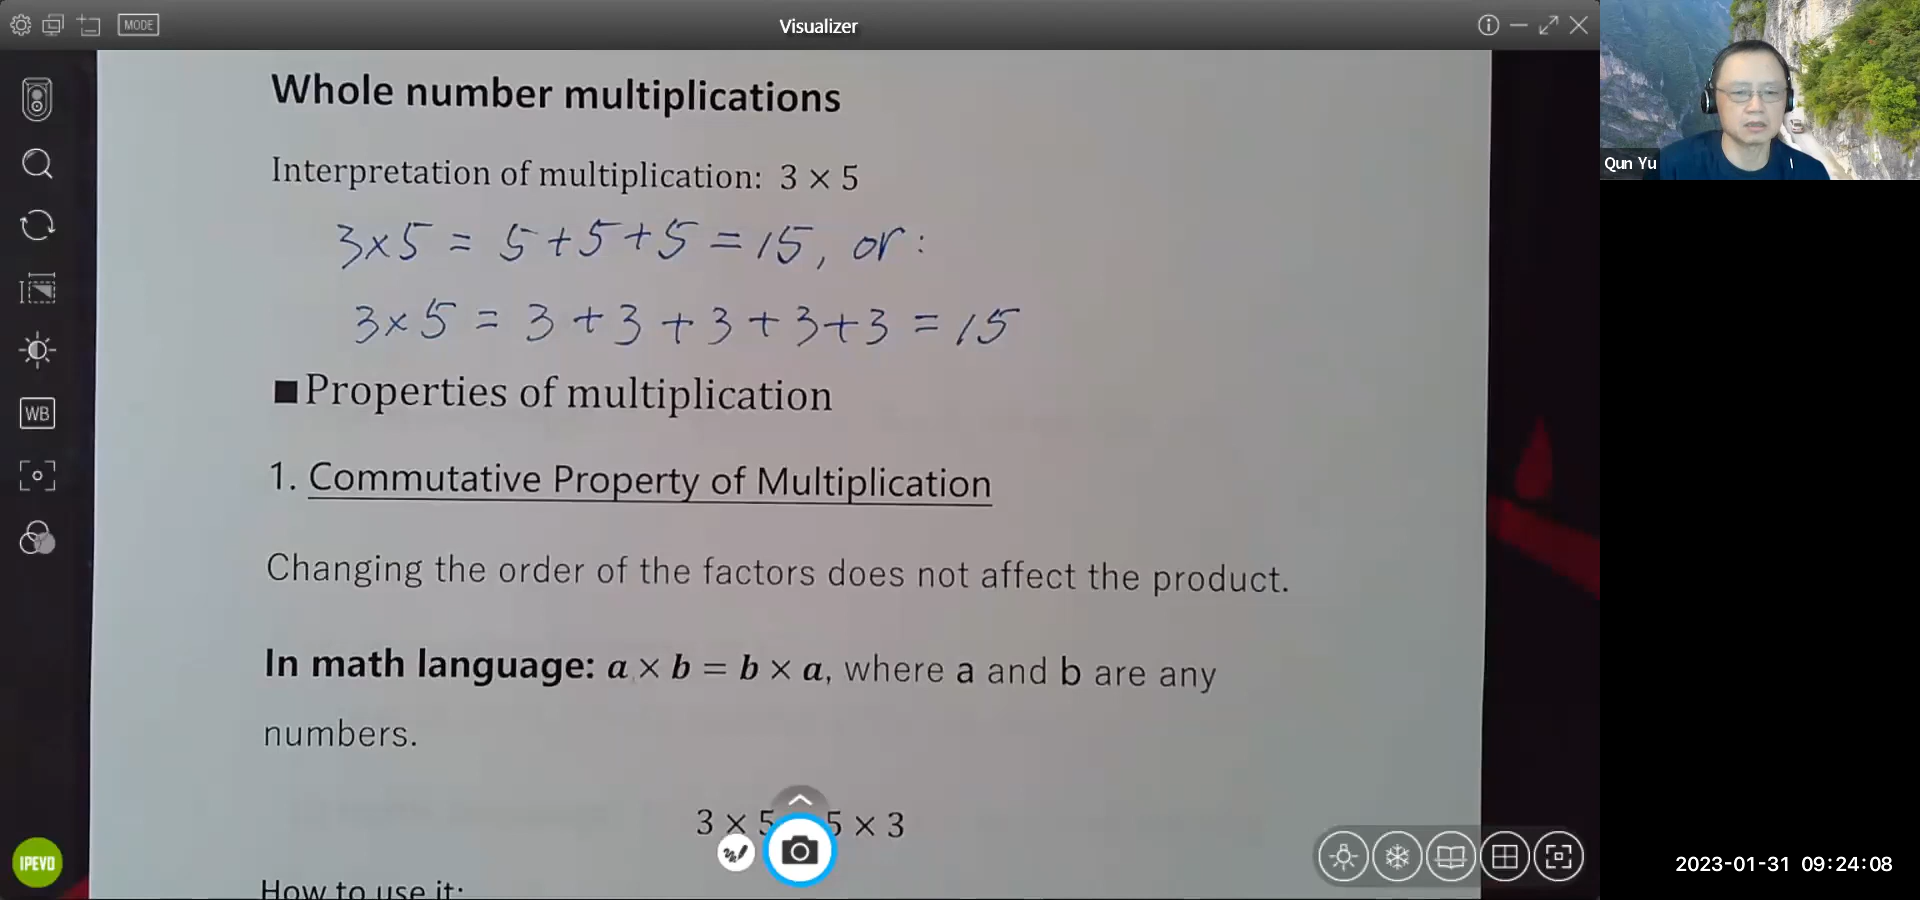 MODE
Visualizer
Whole number multiplications
Interpretation of multiplication: 3 × 5
3×5 = 5+5+5 = 15, or:
3×5 = 3+3+3+3+3 = 15
■ Properties of multiplication
1. Commutative Property of Multiplication
Changing the order of the factors does not affect the product.
In math language: a × b = b × a, where a and b are any
numbers.
3 × 5 5 × 3
How to use it:
WB
IPEVO
Qun Yu
2023-01-31 09:24:08